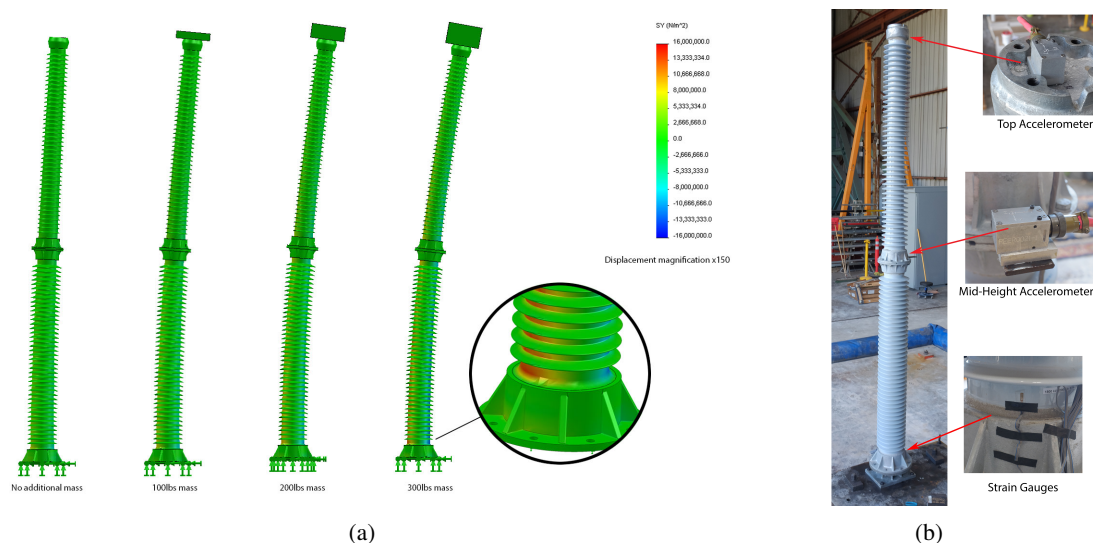 SY (N/m^2)
16,000,000.0
13,333,334.0
10,666,668.0
8,000,000.0
5,333,334.0
2,666,668.0
0.0
-2,666,666.0
-5,333,333.0
-8,000,000.0
-10,666,666.0
-13,333,333.0
-16,000,000.0
Displacement magnification x150
No additional mass
100lbs mass
200lbs mass
300lbs mass
(a)
Top Accelerometer
Mid-Height Accelerometer
Strain Gauges
(b)